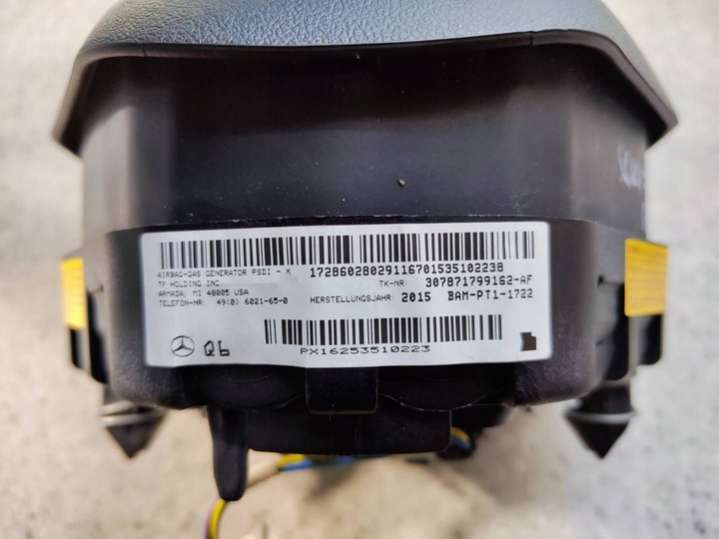 AIRBAG-GAS GENERATOR PSDI - K 17286028029116701535102238
TF HOLDING INC. TK-NR 307871799162-AF
ARMADA, MI 48005 USA
TELEFON-NR: 49(0) 6021-65-0 HERSTELLUNGSJAHR: 2015 BAM-PT1-1722
Q6
PX16253510223